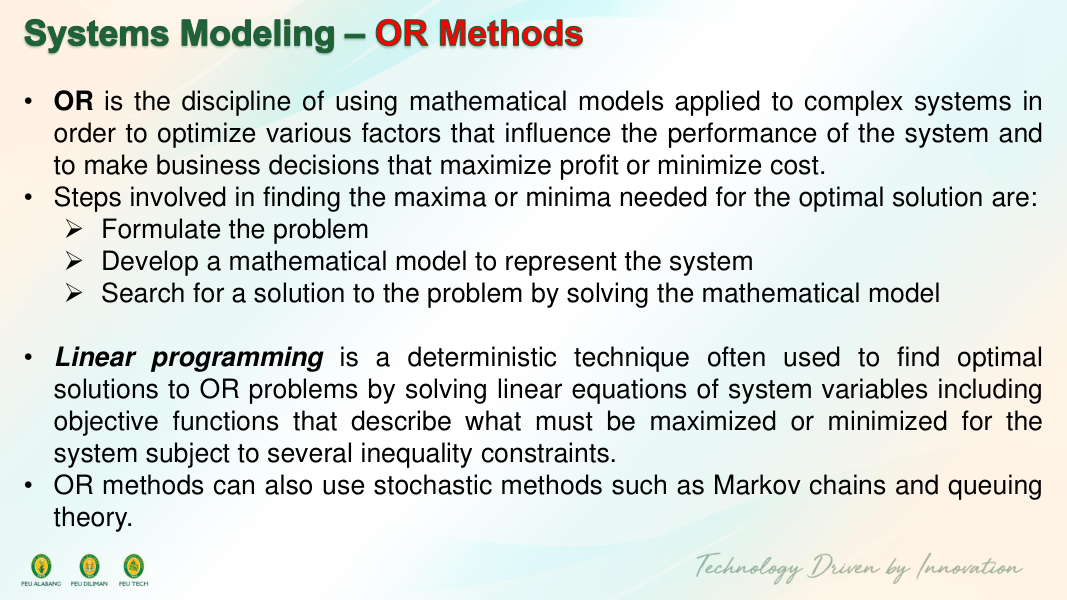 Systems Modeling – OR Methods
• OR is the discipline of using mathematical models applied to complex systems in
order to optimize various factors that influence the performance of the system and
to make business decisions that maximize profit or minimize cost.
• Steps involved in finding the maxima or minima needed for the optimal solution are:
➢ Formulate the problem
➢ Develop a mathematical model to represent the system
➢ Search for a solution to the problem by solving the mathematical model
• Linear programming is a deterministic technique often used to find optimal
solutions to OR problems by solving linear equations of system variables including
objective functions that describe what must be maximized or minimized for the
system subject to several inequality constraints.
• OR methods can also use stochastic methods such as Markov chains and queuing
theory.
FEU ALABANG FEU DILIMAN FEU TECH
Technology Driven by Innovation